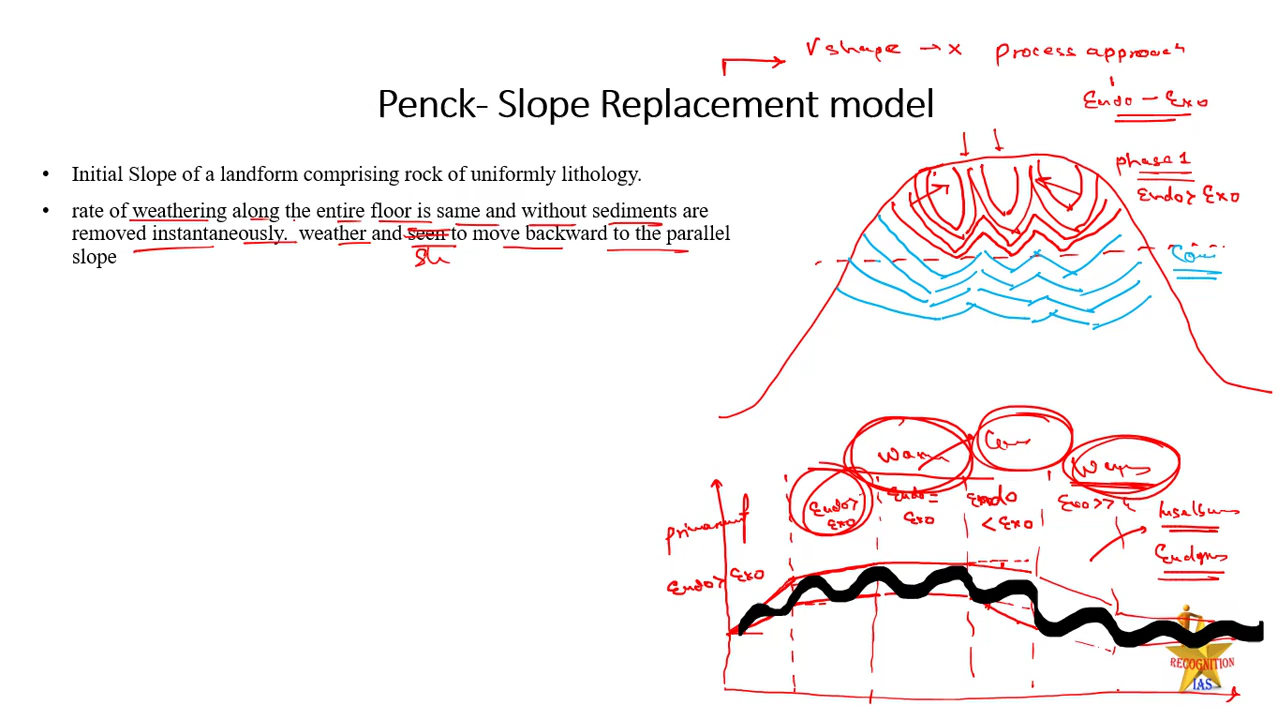 V shape → x Process approach
Endo - Exo
Penck- Slope Replacement model
phase 1
Endo > Exo
• Initial Slope of a landform comprising rock of uniformly lithology.
• rate of weathering along the entire floor is same and without sediments are
removed instantaneously. weather and seen to move backward to the parallel
slope
Endo >
Exo
Endo =
Exo
Endo
< Exo
Exo >>
Endo > Exo
RECOGNITION
IAS